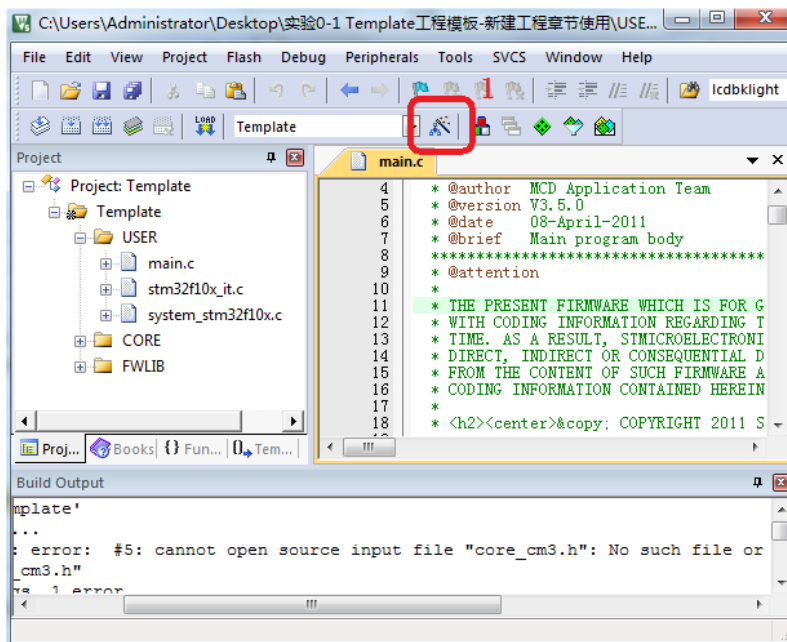 C:\Users\Administrator\Desktop\实验0-1 Template工程模板-新建工程章节使用\USE...
File Edit View Project Flash Debug Peripherals Tools SVCS Window Help
1
lcdbklight
LOAD
Template
Project
main.c
Project: Template
Template
USER
main.c
stm32f10x_it.c
system_stm32f10x.c
CORE
FWLIB
4 * @author MCD Application Team
5 * @version V3.5.0
6 * @date 08-April-2011
7 * @brief Main program body
8 ****************************************
9 * @attention
10 *
11 * THE PRESENT FIRMWARE WHICH IS FOR G
12 * WITH CODING INFORMATION REGARDING T
13 * TIME. AS A RESULT, STMICROELECTRONI
14 * DIRECT, INDIRECT OR CONSEQUENTIAL D
15 * FROM THE CONTENT OF SUCH FIRMWARE A
16 * CODING INFORMATION CONTAINED HEREIN
17 *
18 * <h2><center>&copy; COPYRIGHT 2011 S
Proj... Books {} Fun... Tem...
Build Output
mplate'
...
: error: #5: cannot open source input file "core_cm3.h": No such file or
_cm3.h"
1 error